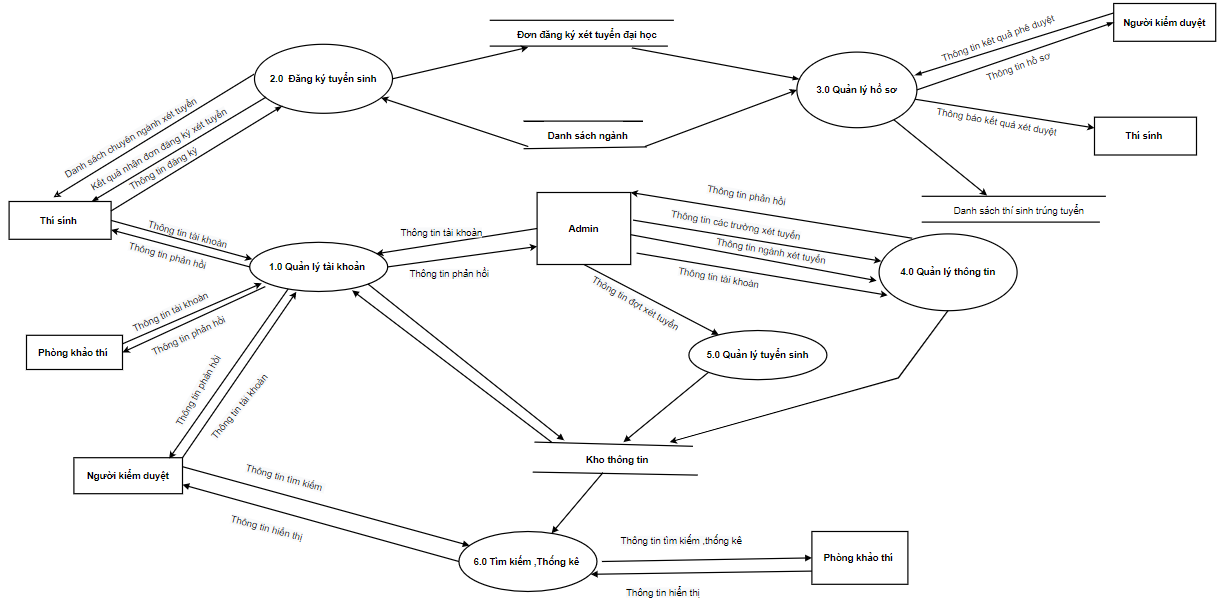 Người kiểm duyệt
Đơn đăng ký xét tuyển đại học
Thông tin kết quả phê duyệt
Thông tin hồ sơ
2.0 Đăng ký tuyển sinh
3.0 Quản lý hồ sơ
Danh sách chuyên ngành xét tuyển
Kết quả nhận đơn đăng ký xét tuyển
Thông tin đăng ký
Danh sách ngành
Thông báo kết quả xét duyệt
Thí sinh
Thí sinh
Danh sách thí sinh trúng tuyển
Thông tin tài khoản
Thông tin phản hồi
1.0 Quản lý tài khoản
Thông tin tài khoản
Thông tin phản hồi
Admin
Thông tin phản hồi
Thông tin các trường xét tuyển
Thông tin ngành xét tuyển
Thông tin tài khoản
4.0 Quản lý thông tin
Thông tin đợt xét tuyển
5.0 Quản lý tuyển sinh
Phòng khảo thí
Thông tin tài khoản
Thông tin phản hồi
Thông tin phản hồi
Thông tin tài khoản
Người kiểm duyệt
Kho thông tin
Thông tin tìm kiếm
Thông tin hiển thị
6.0 Tìm kiếm ,Thống kê
Thông tin tìm kiếm ,thống kê
Thông tin hiển thị
Phòng khảo thí